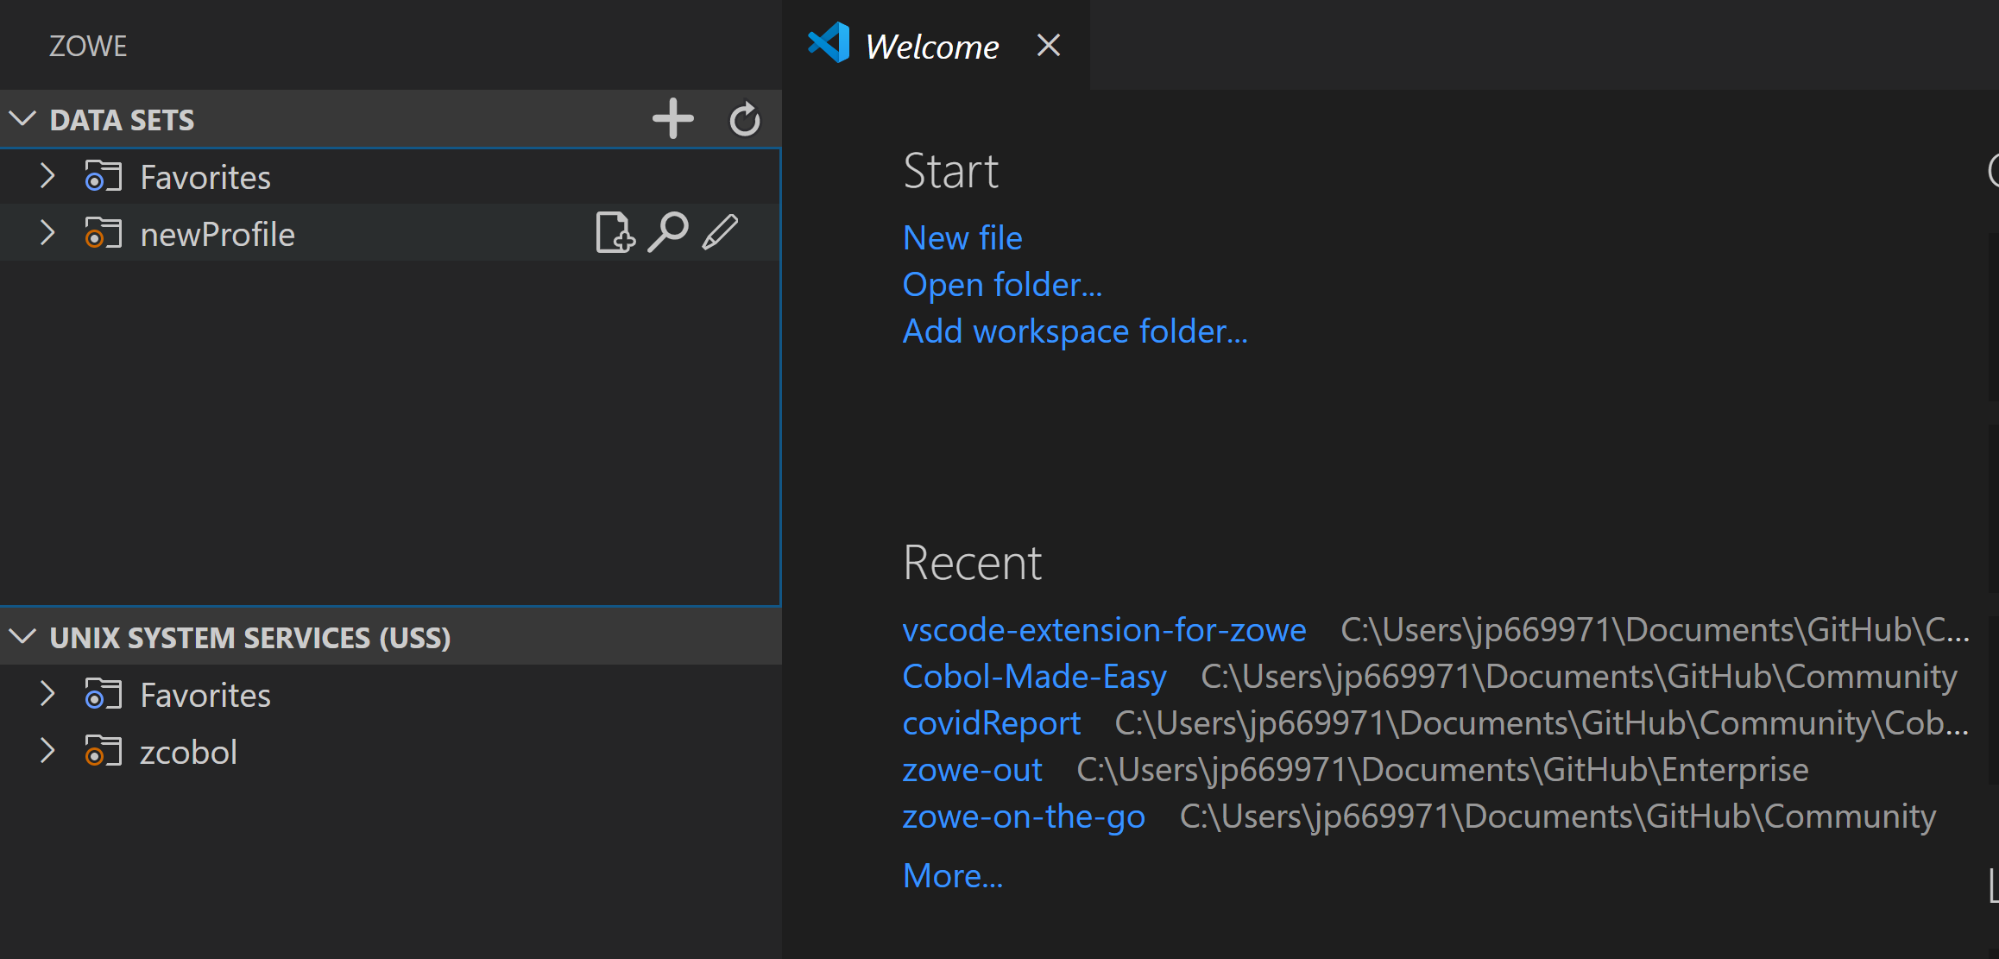 ZOWE
DATA SETS
Favorites
newProfile
UNIX SYSTEM SERVICES (USS)
Favorites
zcobol
Welcome
Start
New file
Open folder...
Add workspace folder...
Recent
vscode-extension-for-zowe C:\Users\jp669971\Documents\GitHub\C...
Cobol-Made-Easy C:\Users\jp669971\Documents\GitHub\Community
covidReport C:\Users\jp669971\Documents\GitHub\Community\Cob...
zowe-out C:\Users\jp669971\Documents\GitHub\Enterprise
zowe-on-the-go C:\Users\jp669971\Documents\GitHub\Community
More...